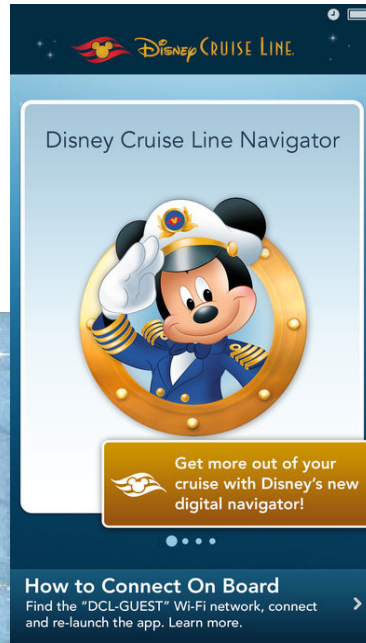 Disney CRUISE LINE.
Disney Cruise Line Navigator
Get more out of your
cruise with Disney's new
digital navigator!
How to Connect On Board
Find the "DCL-GUEST" Wi-Fi network, connect
and re-launch the app. Learn more.